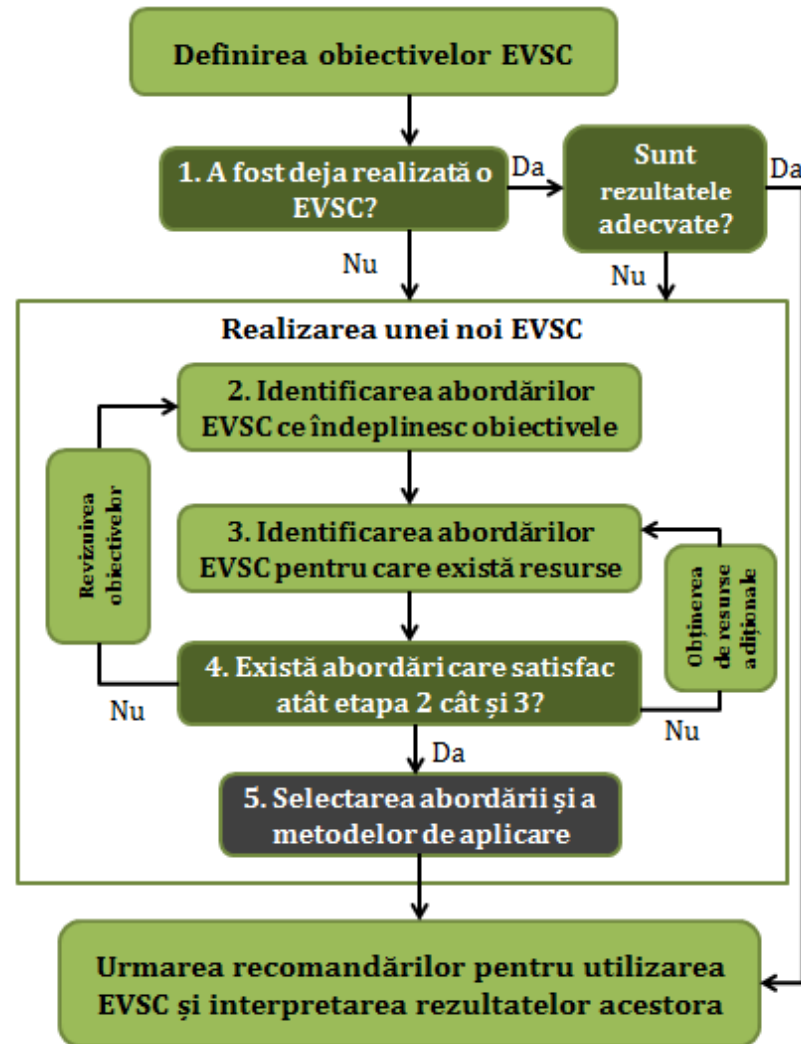 Definirea obiectivelor EVSC
1. A fost deja realizată o
EVSC?
Da
Sunt
rezultatele
adecvate?
Da
Nu
Nu
Realizarea unei noi EVSC
2. Identificarea abordărilor
EVSC ce îndeplinesc obiectivele
Revizuirea
obiectivelor
3. Identificarea abordărilor
EVSC pentru care există resurse
Obținerea
de resurse
adiționale
4. Există abordări care satisfac
atât etapa 2 cât și 3?
Nu
Nu
Da
5. Selectarea abordării și a
metodelor de aplicare
Urmarea recomandărilor pentru utilizarea
EVSC și interpretarea rezultatelor acestora